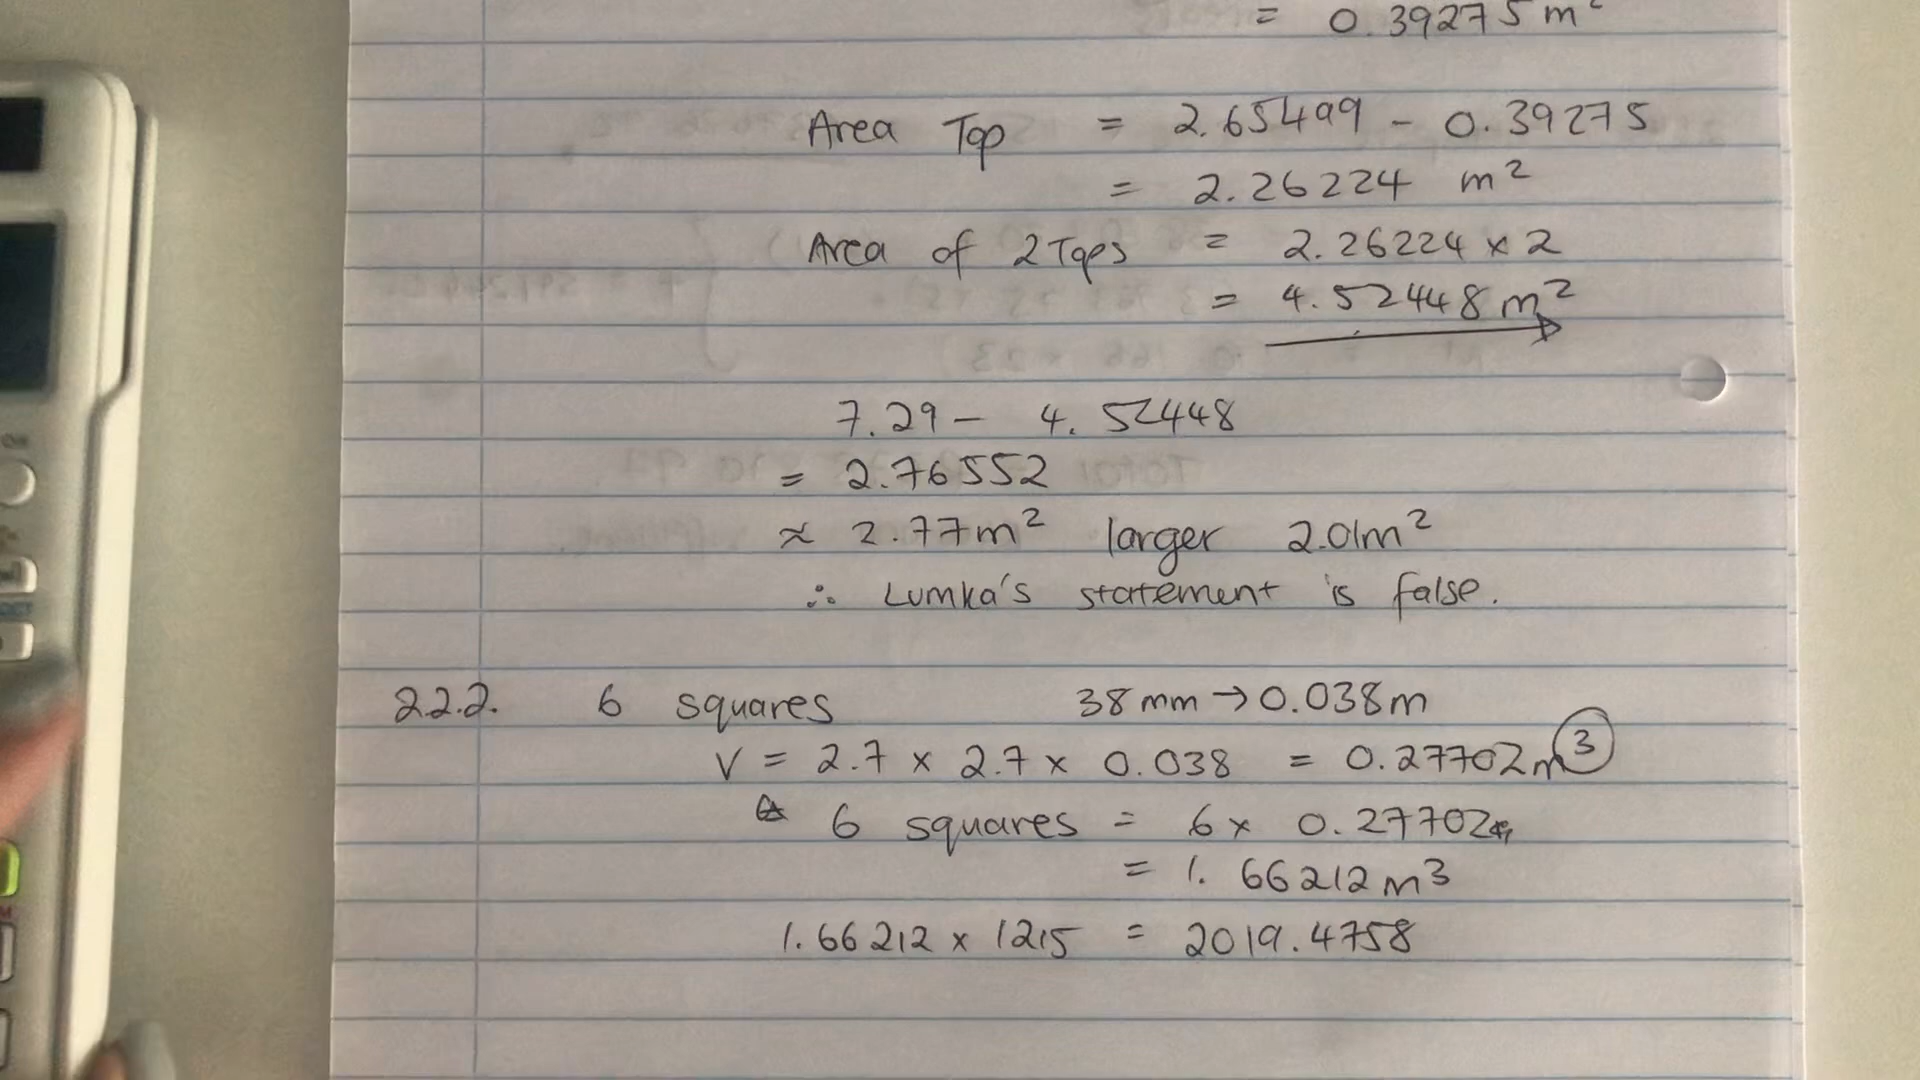 = 0.39275 m²
Area Top = 2.65499 - 0.39275
= 2.26224 m²
Area of 2 Tops = 2.26224 x 2
= 4.52448 m²
7.29 - 4.52448
= 2.76552
≈ 2.77m² larger 2.01m²
∴ Lumka's statement is false.
2.2.2. 6 squares 38 mm → 0.038m
V = 2.7 x 2.7 x 0.038 = 0.27702 m³
6 squares = 6 x 0.27702
= 1.66212 m³
1.66212 x 1215 = 2019.4758